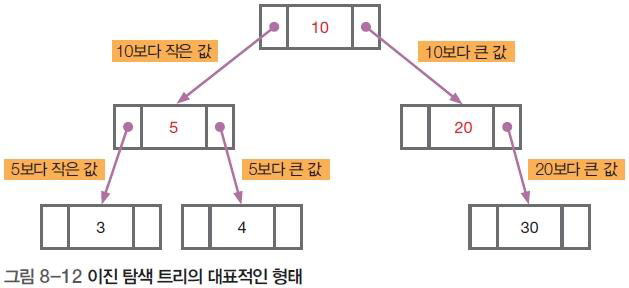 10
10보다 작은 값
10보다 큰 값
5
20
5보다 작은 값
5보다 큰 값
20보다 큰 값
3
4
30
그림 8-12 이진 탐색 트리의 대표적인 형태